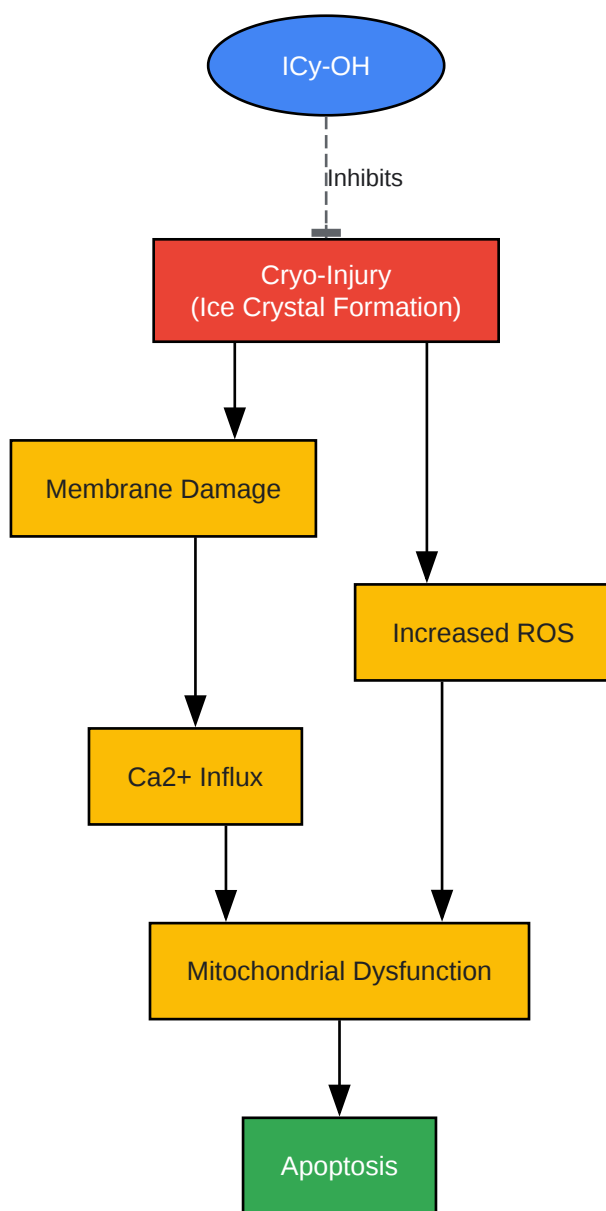 ICy-OH
Inhibits
Cryo-Injury
(Ice Crystal Formation)
Membrane Damage
Increased ROS
Ca2+ Influx
Mitochondrial Dysfunction
Apoptosis